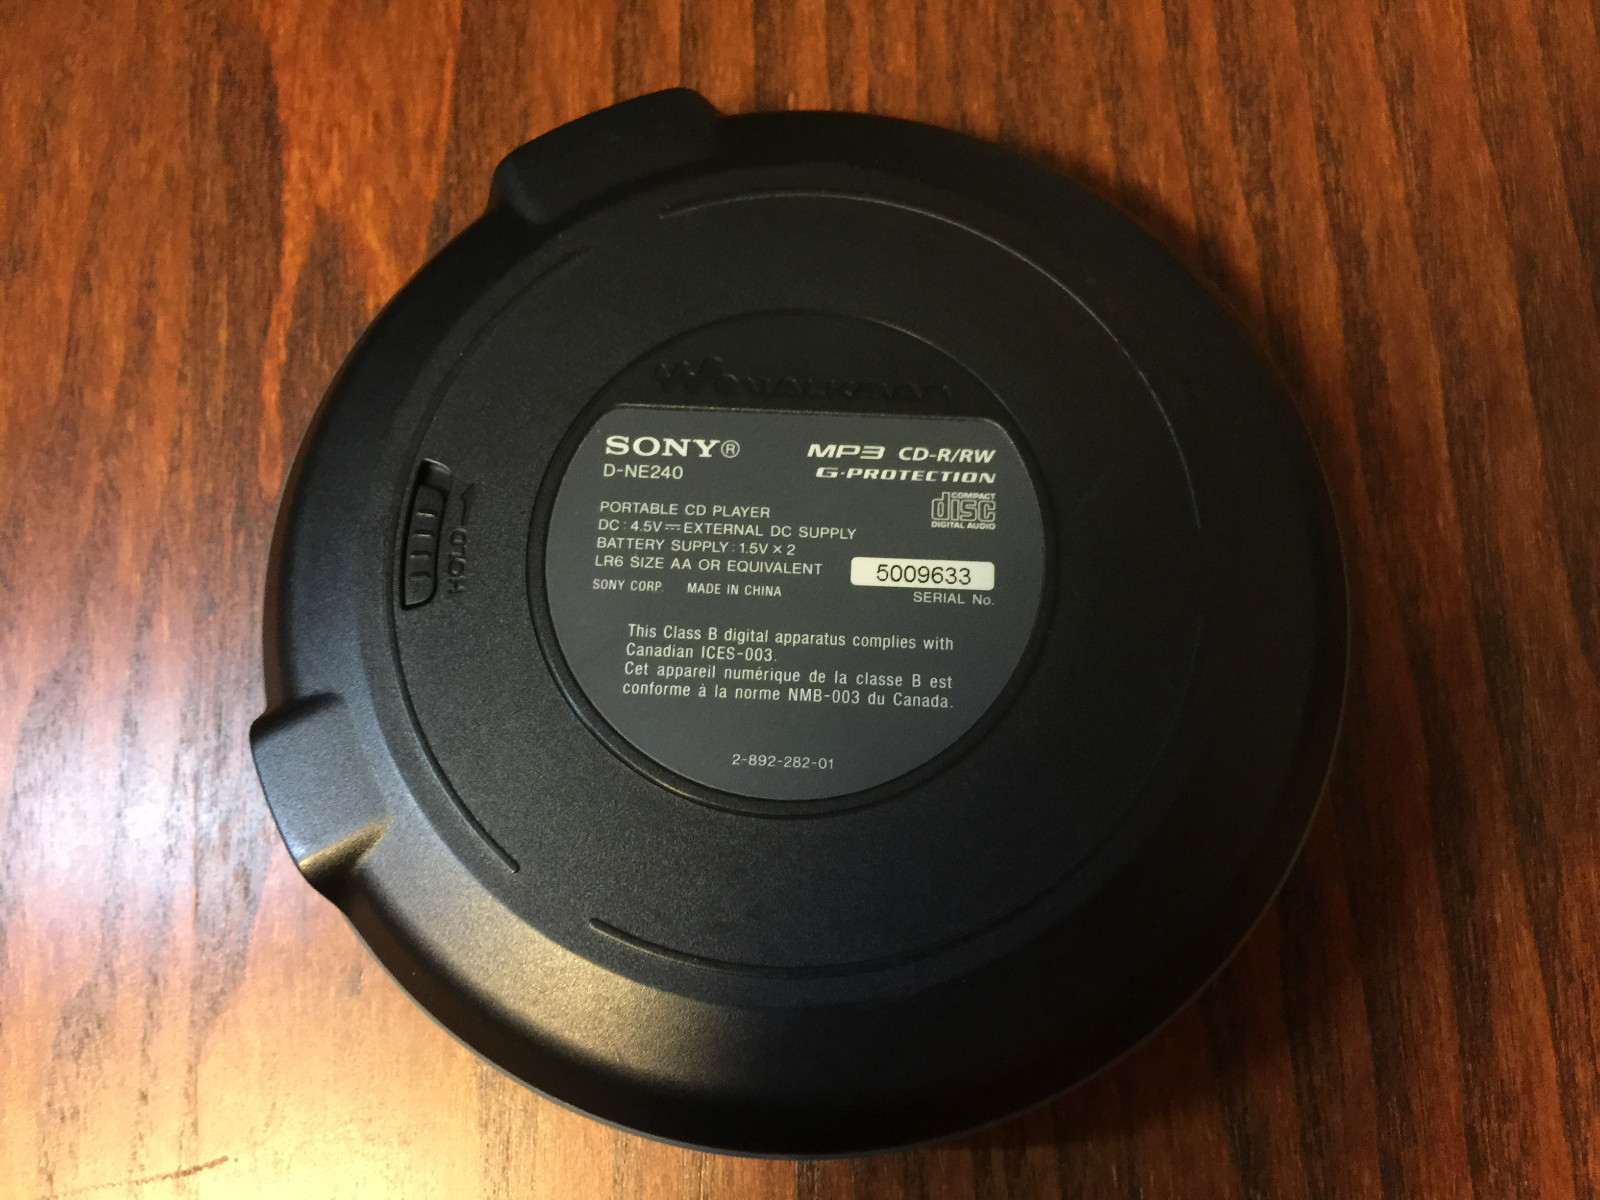 WALKMAN
SONY®
D-NE240
MP3 CD-R/RW
G-PROTECTION
COMPACT
disc
DIGITAL AUDIO
PORTABLE CD PLAYER
DC : 4.5V ⎓ EXTERNAL DC SUPPLY
BATTERY SUPPLY : 1.5V × 2
LR6 SIZE AA OR EQUIVALENT
SONY CORP. MADE IN CHINA
5009633
SERIAL No.
HOLD
This Class B digital apparatus complies with
Canadian ICES-003.
Cet appareil numérique de la classe B est
conforme à la norme NMB-003 du Canada.
2-892-282-01